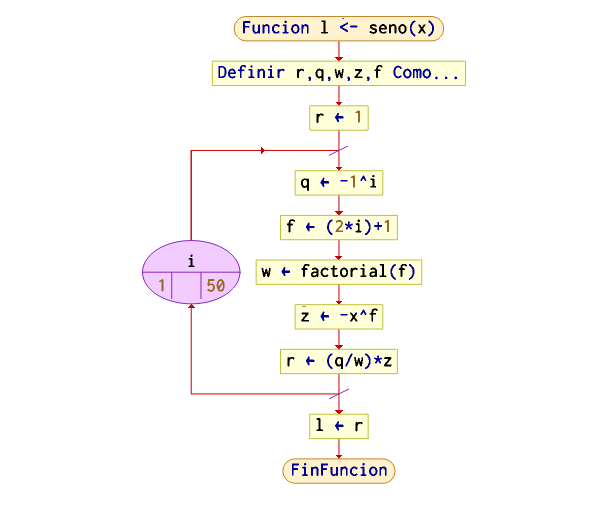 Funcion l <- seno(x)
Definir r,q,w,z,f Como...
r ← 1
q ← -1^i
f ← (2*i)+1
i
1 50
w ← factorial(f)
z ← -x^f
r ← (q/w)*z
l ← r
FinFuncion